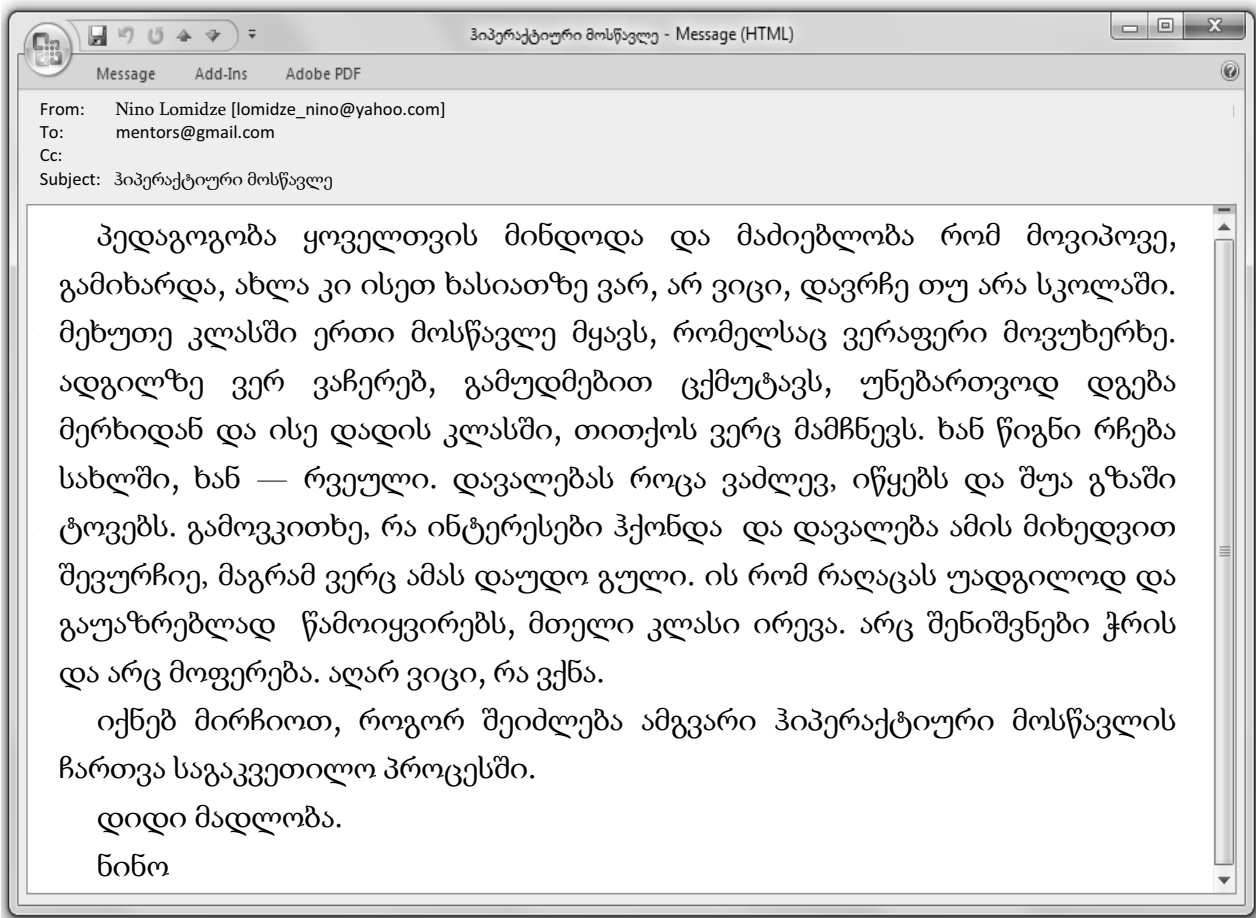 ჰიპერაქტიური მოსწავლე - Message (HTML)
Message Add-Ins Adobe PDF
From: Nino Lomidze [lomidze_nino@yahoo.com]
To: mentors@gmail.com
Cc:
Subject: ჰიპერაქტიური მოსწავლე
პედაგოგობა ყოველთვის მინდოდა და მაძიებლობა რომ მოვიპოვე,
გამიხარდა, ახლა კი ისეთ ხასიათზე ვარ, არ ვიცი, დავრჩე თუ არა სკოლაში.
მეხუთე კლასში ერთი მოსწავლე მყავს, რომელსაც ვერაფერი მოვუხერხე.
ადგილზე ვერ ვაჩერებ, გამუდმებით ცქმუტავს, უნებართვოდ დგება
მერხიდან და ისე დადის კლასში, თითქოს ვერც მამჩნევს. ხან წიგნი რჩება
სახლში, ხან — რვეული. დავალებას როცა ვაძლევ, იწყებს და შუა გზაში
ტოვებს. გამოვკითხე, რა ინტერესები ჰქონდა და დავალება ამის მიხედვით
შევურჩიე, მაგრამ ვერც ამას დაუდო გული. ის რომ რაღაცას უადგილოდ და
გაუაზრებლად წამოიყვირებს, მთელი კლასი ირევა. არც შენიშვნები ჭრის
და არც მოფერება. აღარ ვიცი, რა ვქნა.
იქნებ მირჩიოთ, როგორ შეიძლება ამგვარი ჰიპერაქტიური მოსწავლის
ჩართვა საგაკვეთილო პროცესში.
დიდი მადლობა.
ნინო